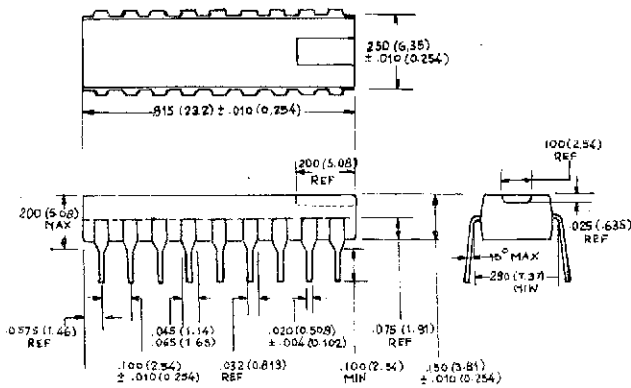 .250 (6,35)
± .010 (0.254)
.815 (23.2) ± .010 (0,254)
.200 (5.08)
REF
.100 (2.54)
REF
.200 (5.08)
MAX
.025 (.635)
REF
15° MAX
.290 (7.37)
MIN
.0575 (1.46)
REF
.045 (1.14)
.065 (1.65)
.020 (0.508)
± .004 (0.102)
.075 (1.91)
REF
.100 (2.54)
± .010 (0.254)
.032 (0.813)
REF
.100 (2.54)
MIN
.150 (3.81)
± .010 (0.254)